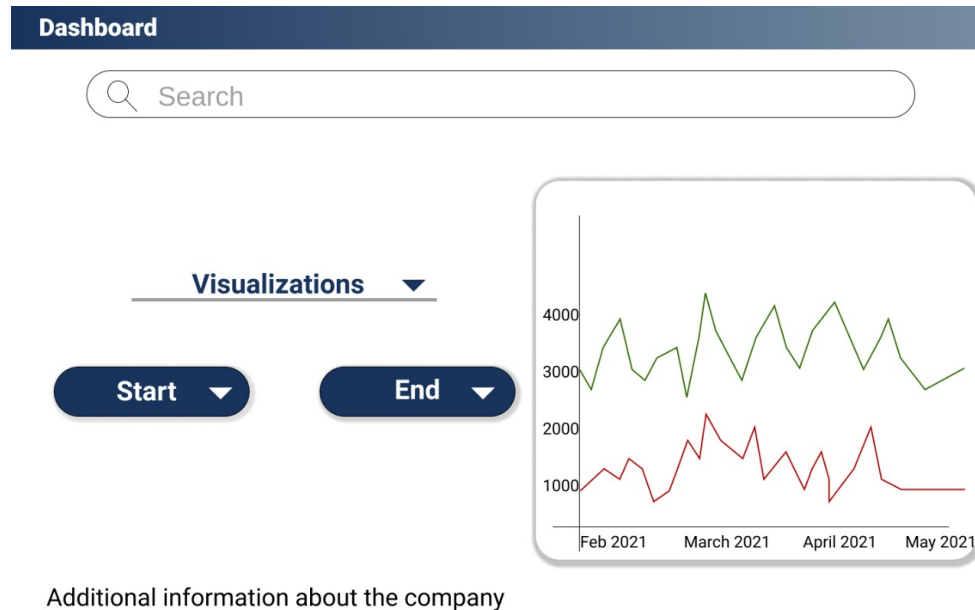 Dashboard
Search
Visualizations
Start
End
4000
3000
2000
1000
Feb 2021
March 2021
April 2021
May 2021
Additional information about the company